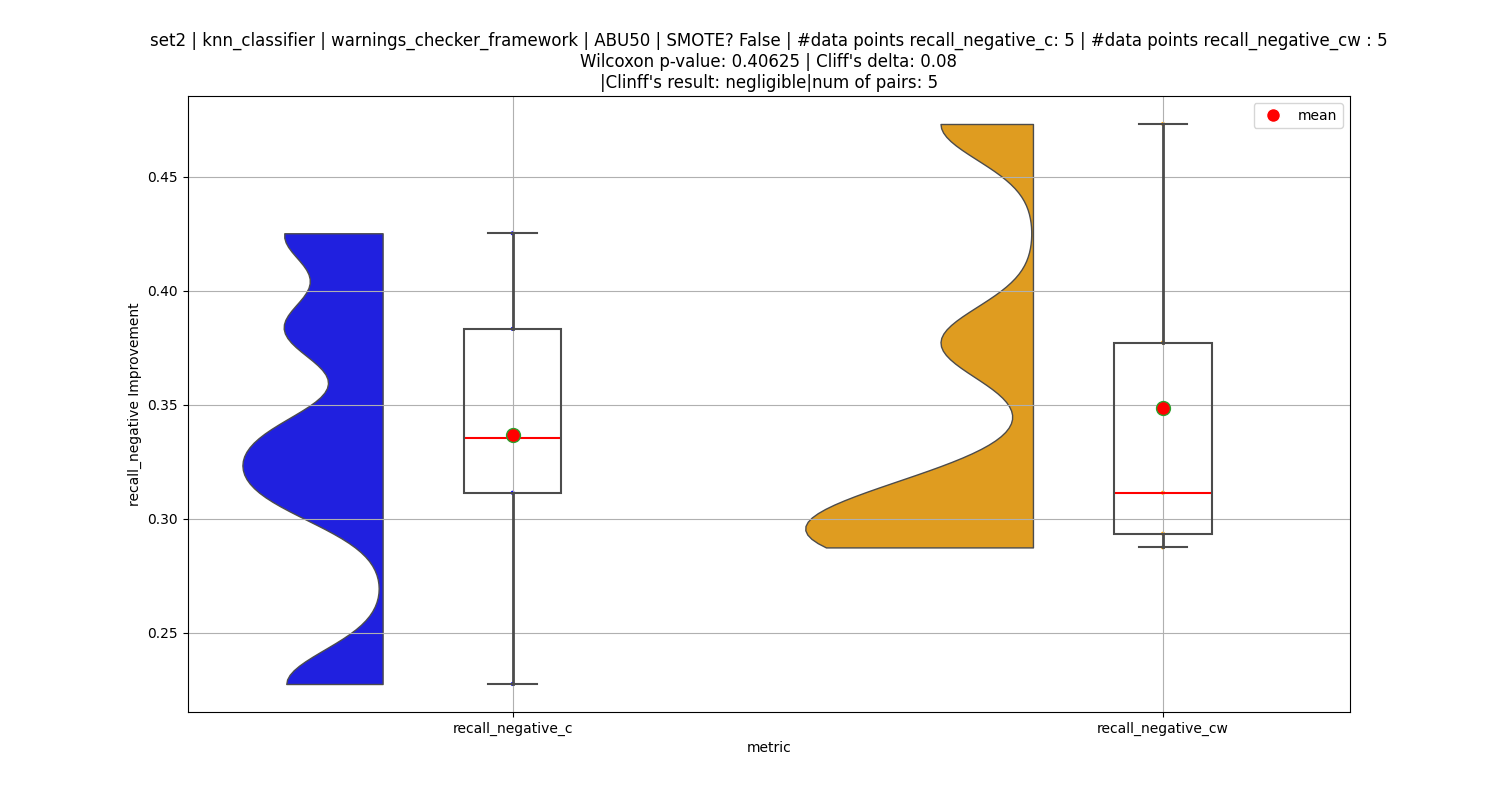 set2 | knn_classifier | warnings_checker_framework | ABU50 | SMOTE? False | #data points recall_negative_c: 5 | #data points recall_negative_cw : 5
Wilcoxon p-value: 0.40625 | Cliff's delta: 0.08
|Clinff's result: negligible|num of pairs: 5
mean
0.45
0.40
0.35
0.30
0.25
recall_negative Improvement
recall_negative_c
recall_negative_cw
metric